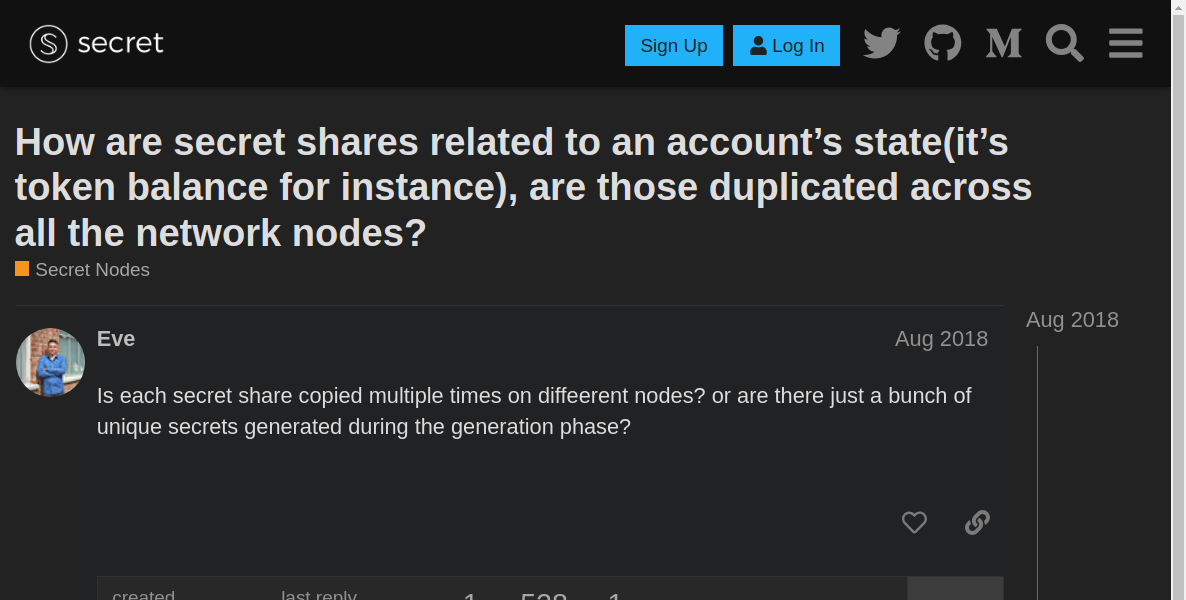 secret
Sign Up
Log In
How are secret shares related to an account’s state(it’s
token balance for instance), are those duplicated across
all the network nodes?
Secret Nodes
Eve
Aug 2018
Aug 2018
Is each secret share copied multiple times on diffeerent nodes? or are there just a bunch of
unique secrets generated during the generation phase?
created
last reply
1
528
1